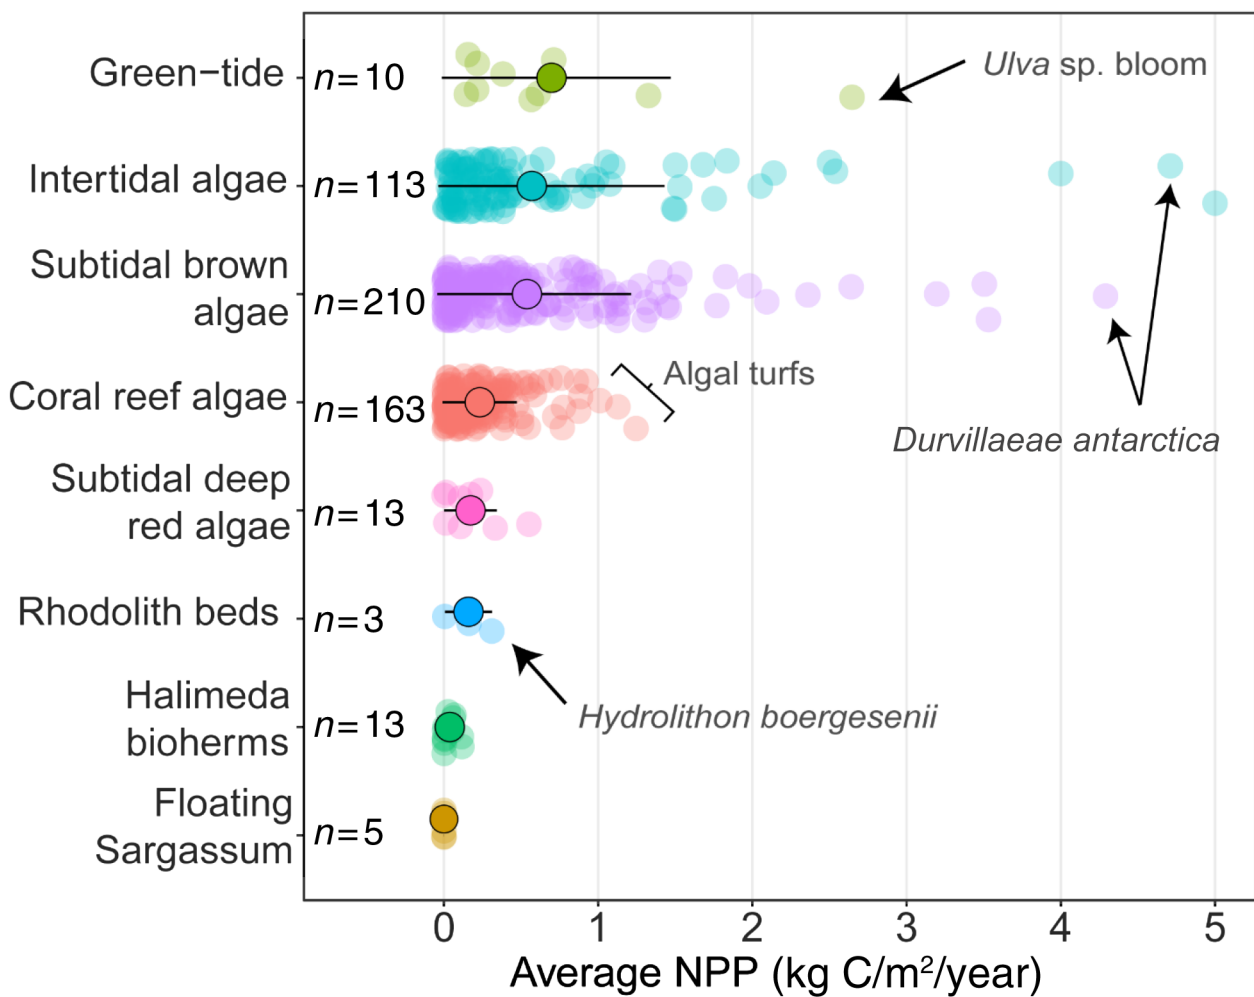 Green−tide
n=10
Ulva sp. bloom
Intertidal algae
n=113
Subtidal brown
algae
n=210
Coral reef algae
n=163
Algal turfs
Durvillaeae antarctica
Subtidal deep
red algae
n=13
Rhodolith beds
n=3
Hydrolithon boergesenii
Halimeda
bioherms
n=13
Floating
Sargassum
n=5
0 1 2 3 4 5
Average NPP (kg C/m²/year)